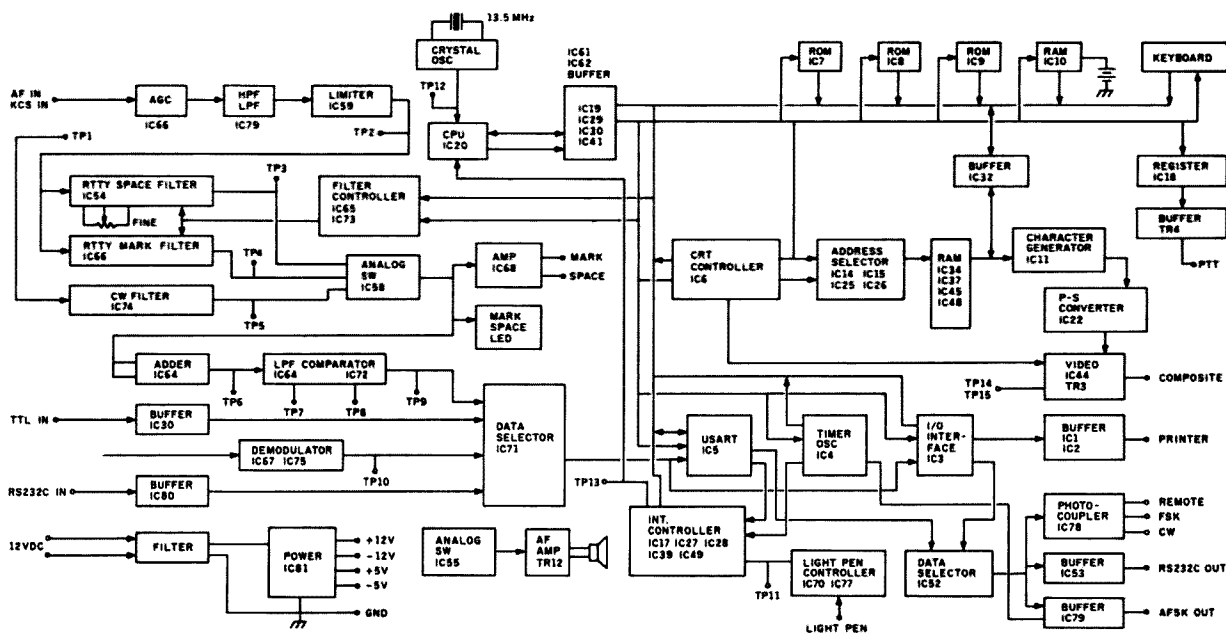 13.5 MHz
CRYSTAL
OSC
IC61
IC62
BUFFER
IC19
IC29
IC30
IC41
ROM
IC7
ROM
IC8
ROM
IC9
RAM
IC10
KEYBOARD
AF IN
KCS IN
AGC
IC66
HPF
LPF
IC79
LIMITER
IC59
TP12
CPU
IC20
TP1
TP2
TP3
BUFFER
IC32
REGISTER
IC18
BUFFER
TR4
PTT
RTTY SPACE FILTER
IC54
FINE
RTTY MARK FILTER
IC66
CW FILTER
IC74
TP4
TP5
FILTER
CONTROLLER
IC65
IC73
ANALOG
SW
IC58
AMP
IC68
MARK
SPACE
MARK
SPACE
LED
CRT
CONTROLLER
IC6
ADDRESS
SELECTOR
IC14 IC15
IC25 IC26
RAM
IC34
IC37
IC45
IC48
CHARACTER
GENERATOR
IC11
P-S
CONVERTER
IC22
VIDEO
IC44
TR3
TP14
TP15
COMPOSITE
ADDER
IC64
TP6
LPF COMPARATOR
IC64 IC72
TP7
TP8
TP9
TTL IN
BUFFER
IC30
DEMODULATOR
IC67 IC75
TP10
RS232C IN
BUFFER
IC80
DATA
SELECTOR
IC71
USART
IC5
TIMER
OSC
IC4
I/O
INTER-
FACE
IC3
BUFFER
IC1
IC2
PRINTER
TP13
INT.
CONTROLLER
IC17 IC27 IC28
IC39 IC49
PHOTO-
COUPLER
IC78
REMOTE
FSK
CW
12VDC
FILTER
POWER
IC81
+12V
-12V
+5V
-5V
GND
ANALOG
SW
IC55
AF
AMP
TR12
TP11
LIGHT PEN
CONTROLLER
IC70 IC77
LIGHT PEN
DATA
SELECTOR
IC52
BUFFER
IC53
RS232C OUT
BUFFER
IC79
AFSK OUT